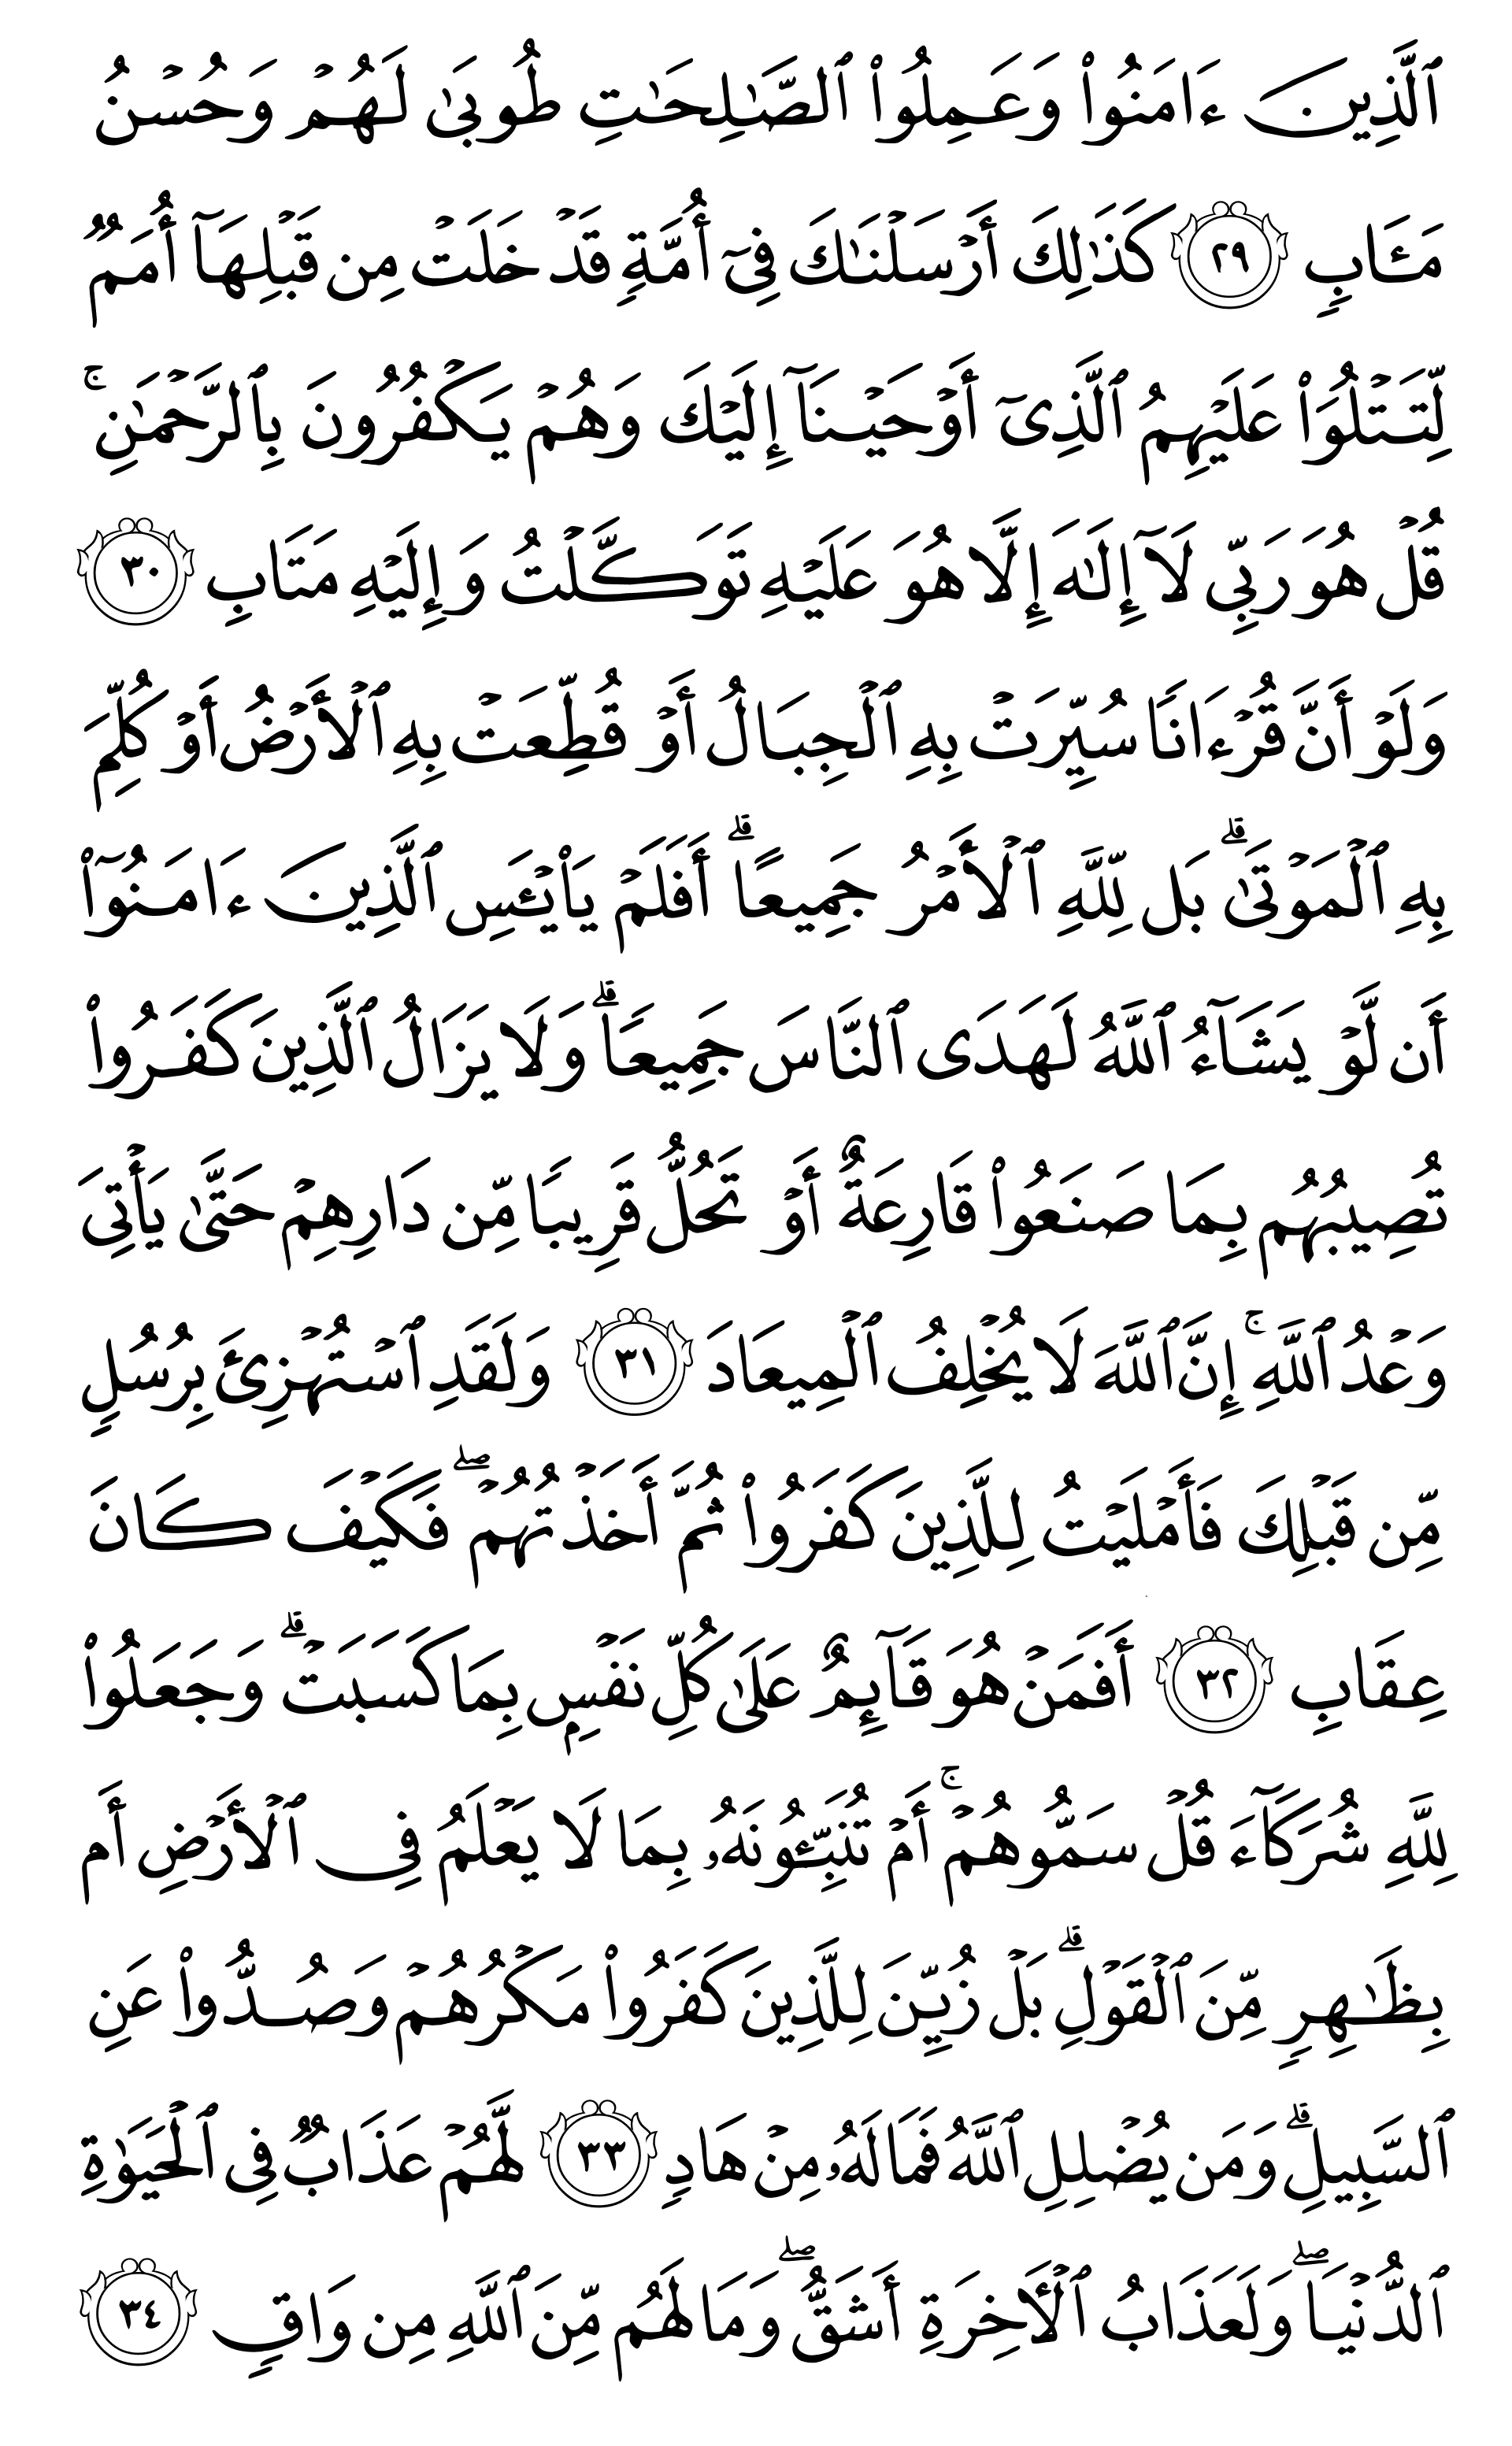 ٱلَّذِينَ ءَامَنُوا۟ وَعَمِلُوا۟ ٱلصَّـٰلِحَـٰتِ طُوبَىٰ لَهُمْ وَحُسْنُ
مَـَٔابٍ ٢٩ كَذَٰلِكَ أَرْسَلْنَـٰكَ فِىٓ أُمَّةٍ قَدْ خَلَتْ مِن قَبْلِهَآ أُمَمٌ
لِّتَتْلُوَا۟ عَلَيْهِمُ ٱلَّذِىٓ أَوْحَيْنَآ إِلَيْكَ وَهُمْ يَكْفُرُونَ بِٱلرَّحْمَـٰنِ ۚ
قُلْ هُوَ رَبِّى لَآ إِلَـٰهَ إِلَّا هُوَ عَلَيْهِ تَوَكَّلْتُ وَإِلَيْهِ مَتَابِ ٣٠
وَلَوْ أَنَّ قُرْءَانًا سُيِّرَتْ بِهِ ٱلْجِبَالُ أَوْ قُطِّعَتْ بِهِ ٱلْأَرْضُ أَوْ كُلِّمَ
بِهِ ٱلْمَوْتَىٰ ۗ بَل لِّلَّهِ ٱلْأَمْرُ جَمِيعًا ۗ أَفَلَمْ يَا۟يْـَٔسِ ٱلَّذِينَ ءَامَنُوٓا۟
أَن لَّوْ يَشَآءُ ٱللَّهُ لَهَدَى ٱلنَّاسَ جَمِيعًا ۗ وَلَا يَزَالُ ٱلَّذِينَ كَفَرُوا۟
تُصِيبُهُم بِمَا صَنَعُوا۟ قَارِعَةٌ أَوْ تَحُلُّ قَرِيبًا مِّن دَارِهِمْ حَتَّىٰ يَأْتِىَ
وَعْدُ ٱللَّهِ ۚ إِنَّ ٱللَّهَ لَا يُخْلِفُ ٱلْمِيعَادَ ٣١ وَلَقَدِ ٱسْتُهْزِئَ بِرُسُلٍ
مِّن قَبْلِكَ فَأَمْلَيْتُ لِلَّذِينَ كَفَرُوا۟ ثُمَّ أَخَذْتُهُمْ ۖ فَكَيْفَ كَانَ
عِقَابِ ٣٢ أَفَمَنْ هُوَ قَآئِمٌ عَلَىٰ كُلِّ نَفْسٍۭ بِمَا كَسَبَتْ ۗ وَجَعَلُوا۟
لِلَّهِ شُرَكَآءَ قُلْ سَمُّوهُمْ ۚ أَمْ تُنَبِّـُٔونَهُۥ بِمَا لَا يَعْلَمُ فِى ٱلْأَرْضِ أَم
بِظَـٰهِرٍ مِّنَ ٱلْقَوْلِ ۗ بَلْ زُيِّنَ لِلَّذِينَ كَفَرُوا۟ مَكْرُهُمْ وَصُدُّوا۟ عَنِ
ٱلسَّبِيلِ ۗ وَمَن يُضْلِلِ ٱللَّهُ فَمَا لَهُۥ مِنْ هَادٍ ٣٣ لَّهُمْ عَذَابٌ فِى ٱلْحَيَوٰةِ
ٱلدُّنْيَا ۖ وَلَعَذَابُ ٱلْـَٔاخِرَةِ أَشَقُّ ۖ وَمَا لَهُم مِّنَ ٱللَّهِ مِن وَاقٍ ٣٤